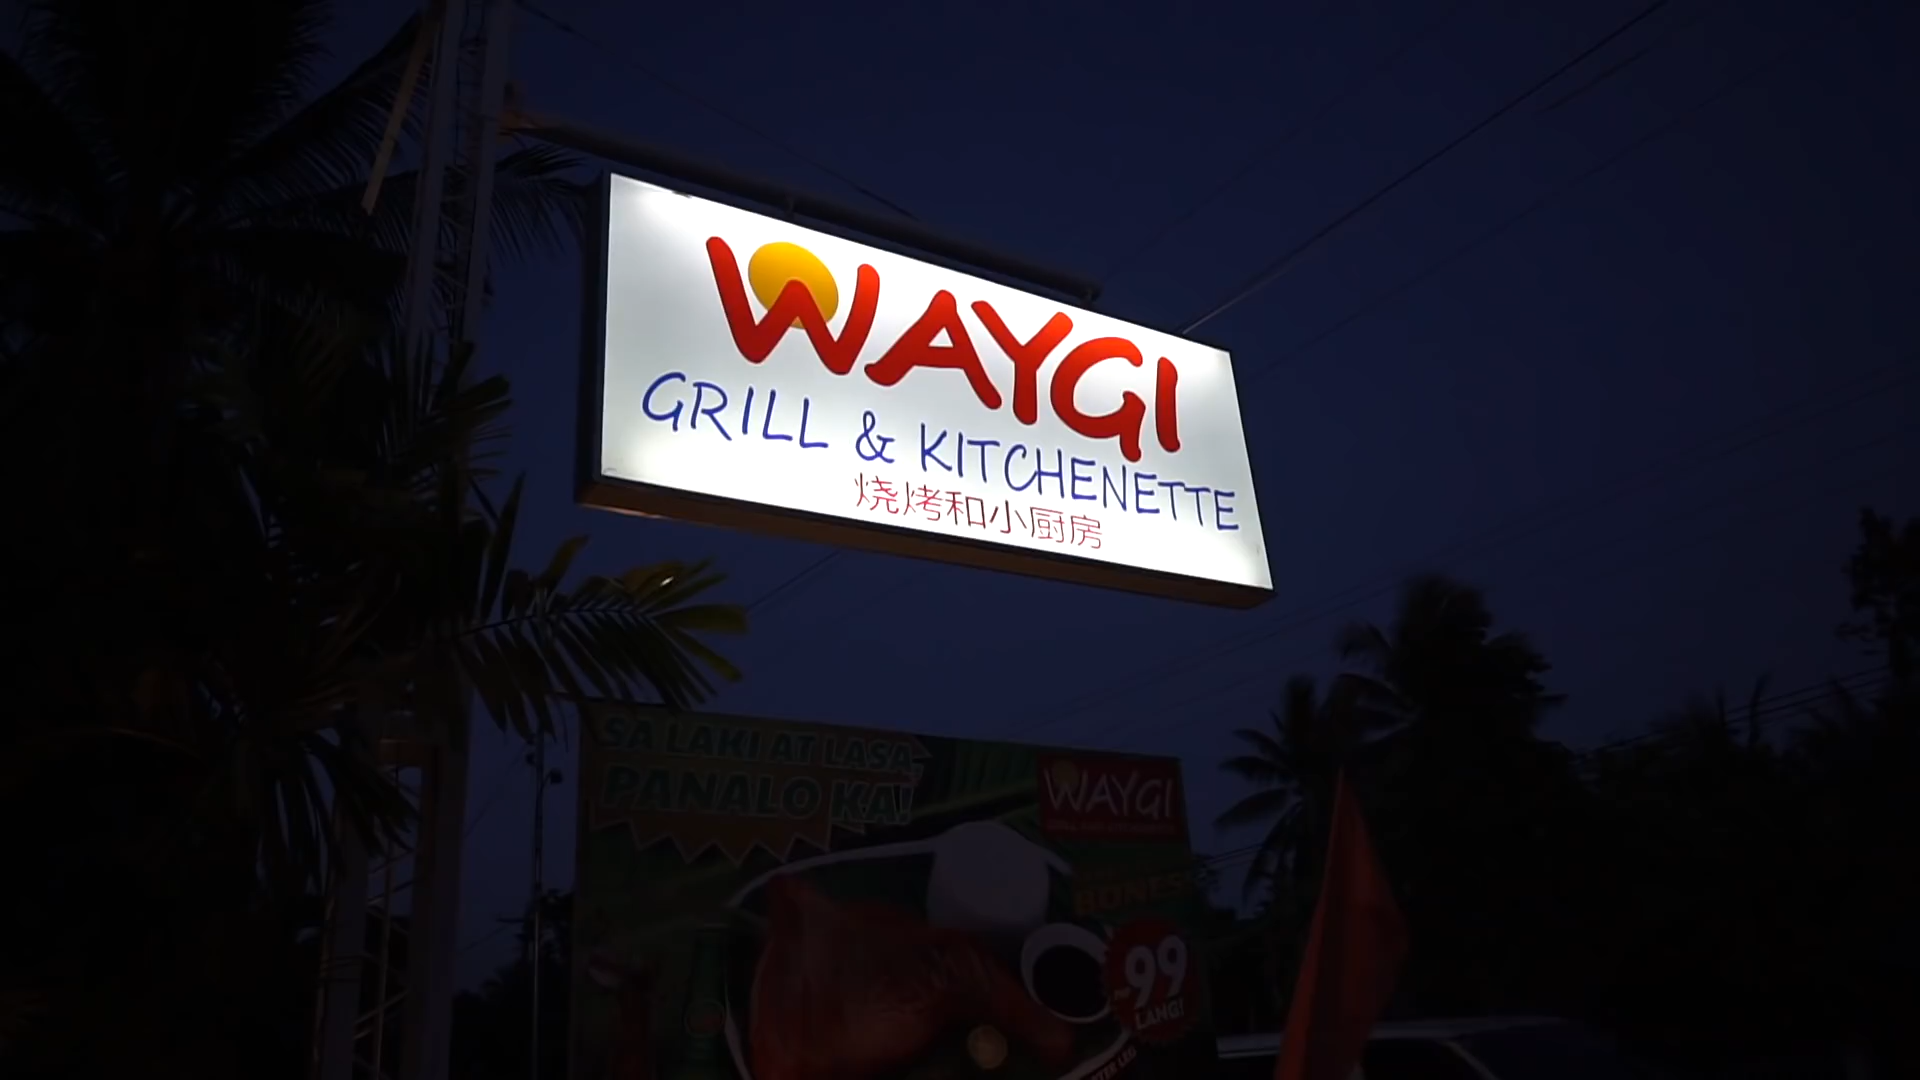 WAYGI
GRILL & KITCHENETTE
烧烤和小厨房
SA LAKI AT LASA,
PANALO KA!
WAYGI
99
LANG!